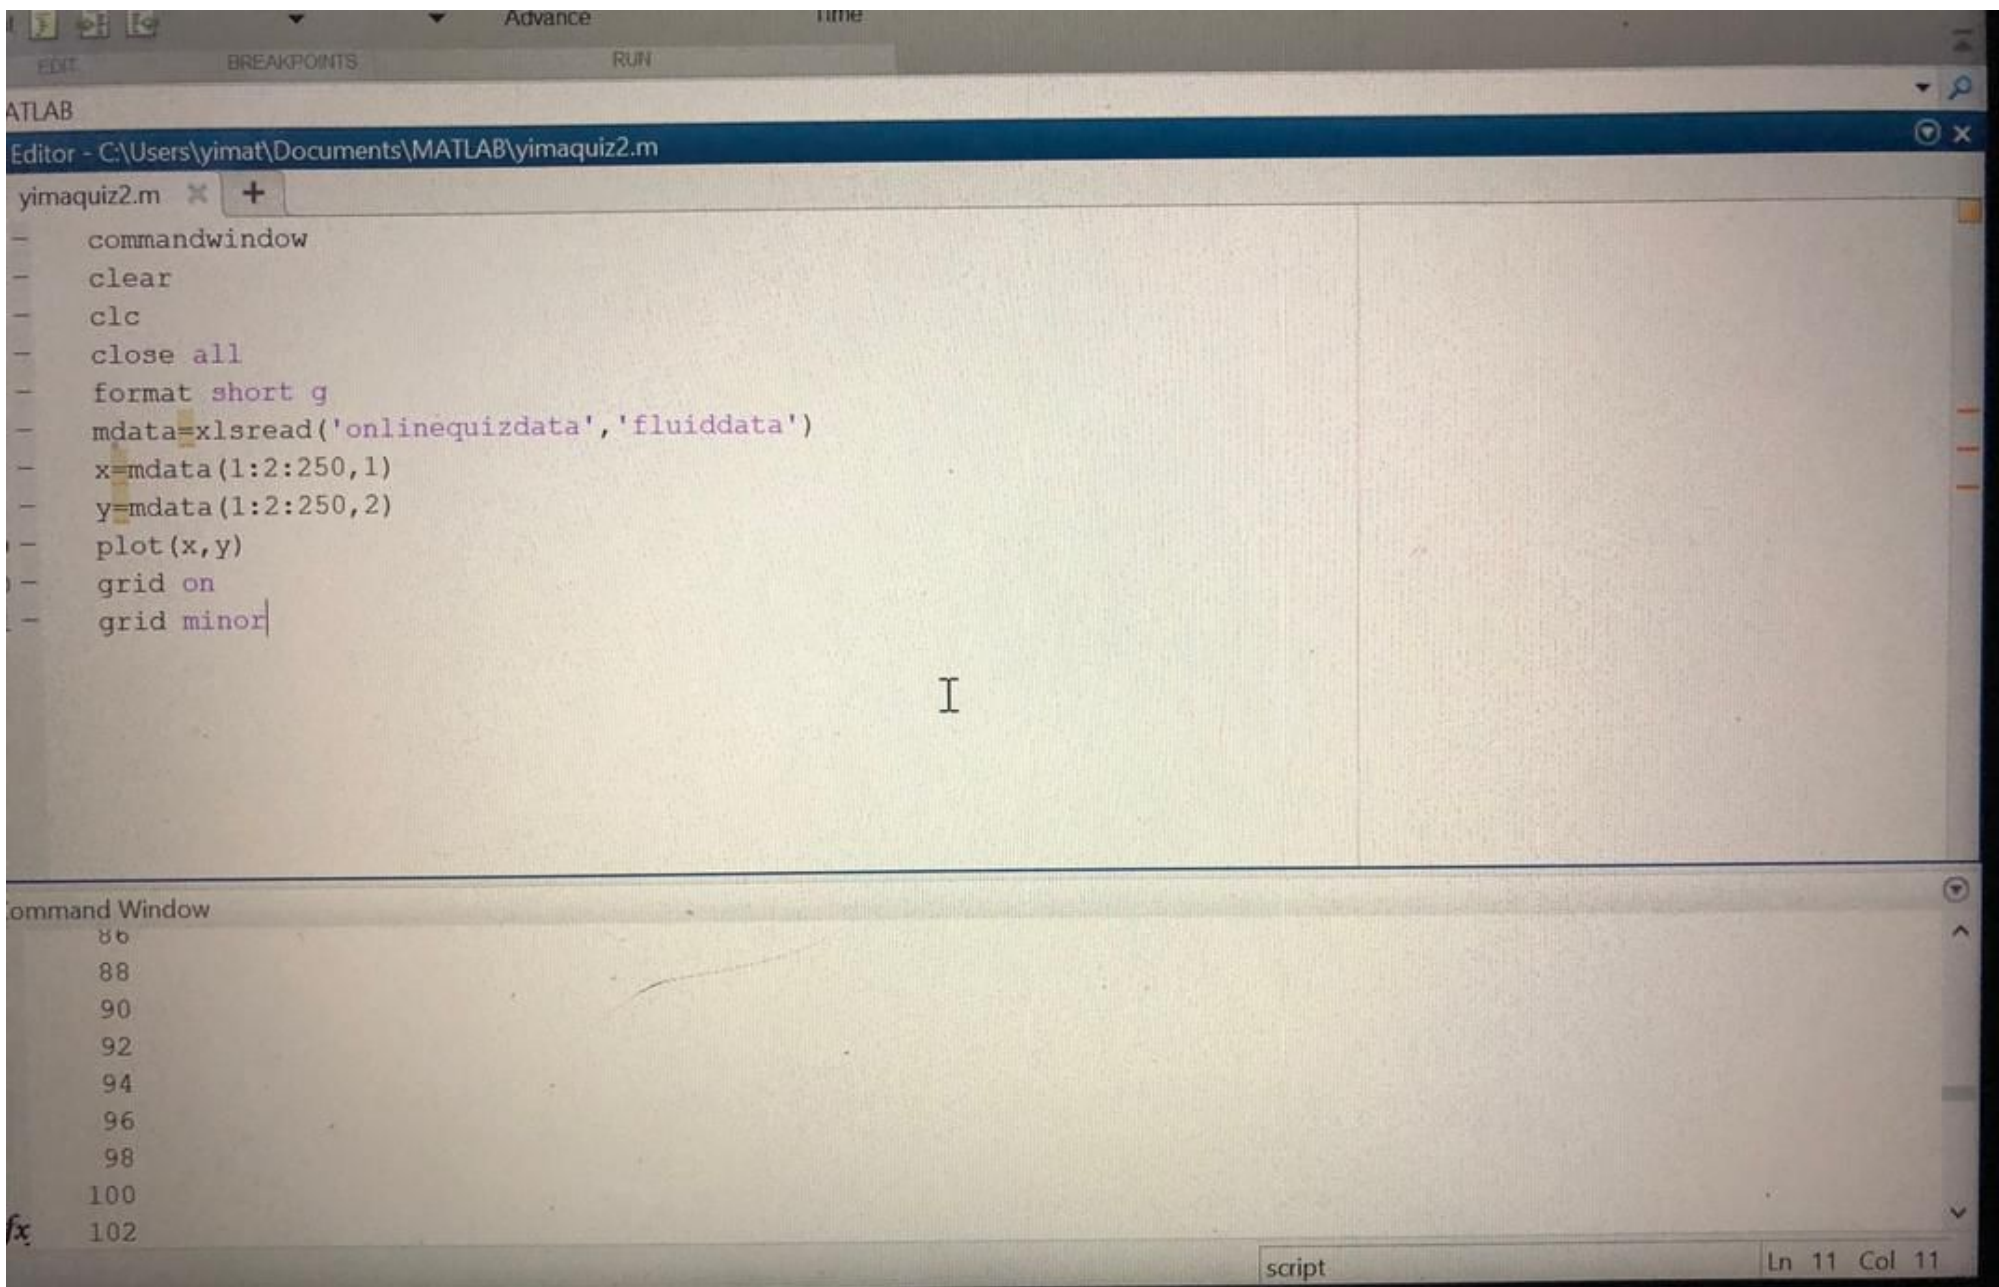 Advance
Time
EDIT
BREAKPOINTS
RUN
ATLAB
Editor - C:\Users\yimat\Documents\MATLAB\yimaquiz2.m
yimaquiz2.m
commandwindow
clear
clc
close all
format short g
mdata=xlsread('onlinequizdata','fluiddata')
x=mdata(1:2:250,1)
y=mdata(1:2:250,2)
plot(x,y)
grid on
grid minor
ommand Window
86
88
90
92
94
96
98
100
fx 102
script
Ln 11 Col 11